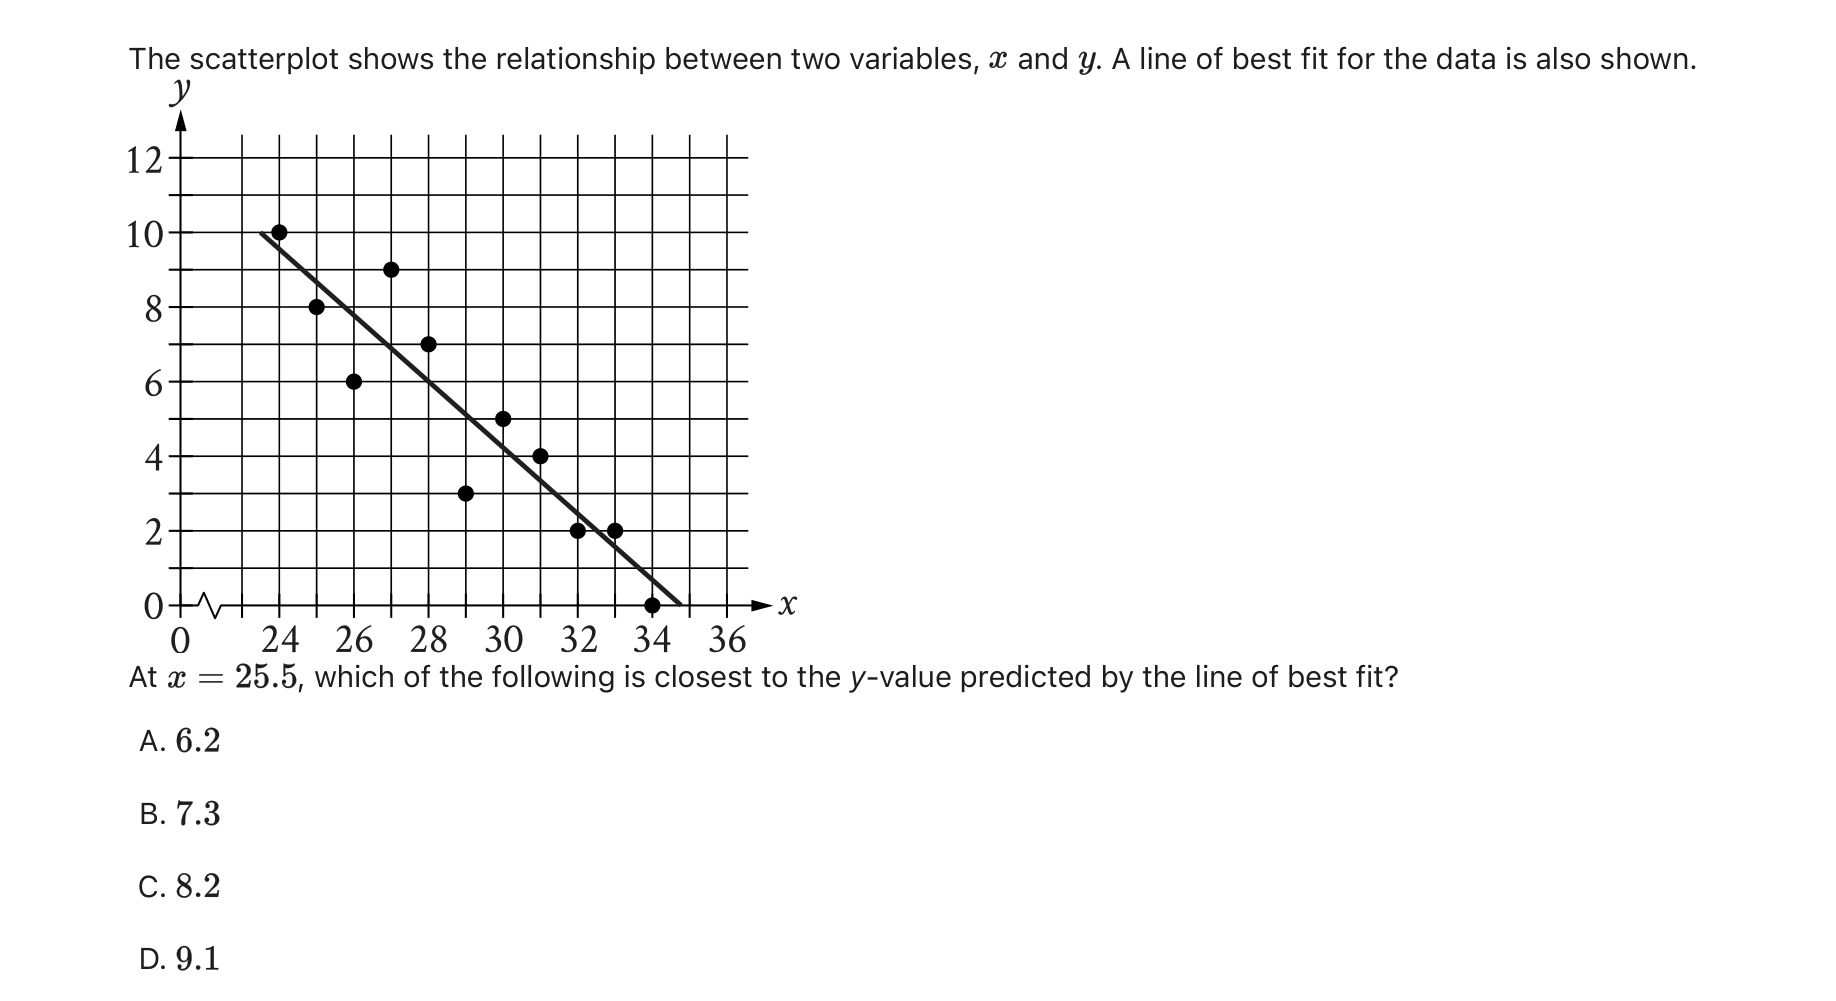 The scatterplot shows the relationship between two variables, x and y. A line of best fit for the data is also shown.
y
12
10
8
6
4
2
0
0 24 26 28 30 32 34 36
x
At x = 25.5, which of the following is closest to the y-value predicted by the line of best fit?
A. 6.2
B. 7.3
C. 8.2
D. 9.1